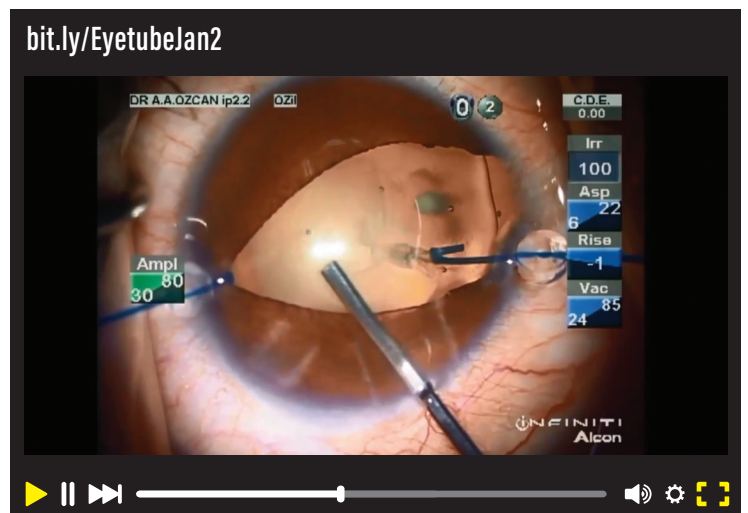 bit.ly/EyetubeJan2
DR A.A.OZCAN ip2.2 OZil 0 2 C.D.E.
0.00
Irr
100
Asp
6 22
Rise
-1
Vac
24 85
Ampl
30 80
INFINITI
Alcon